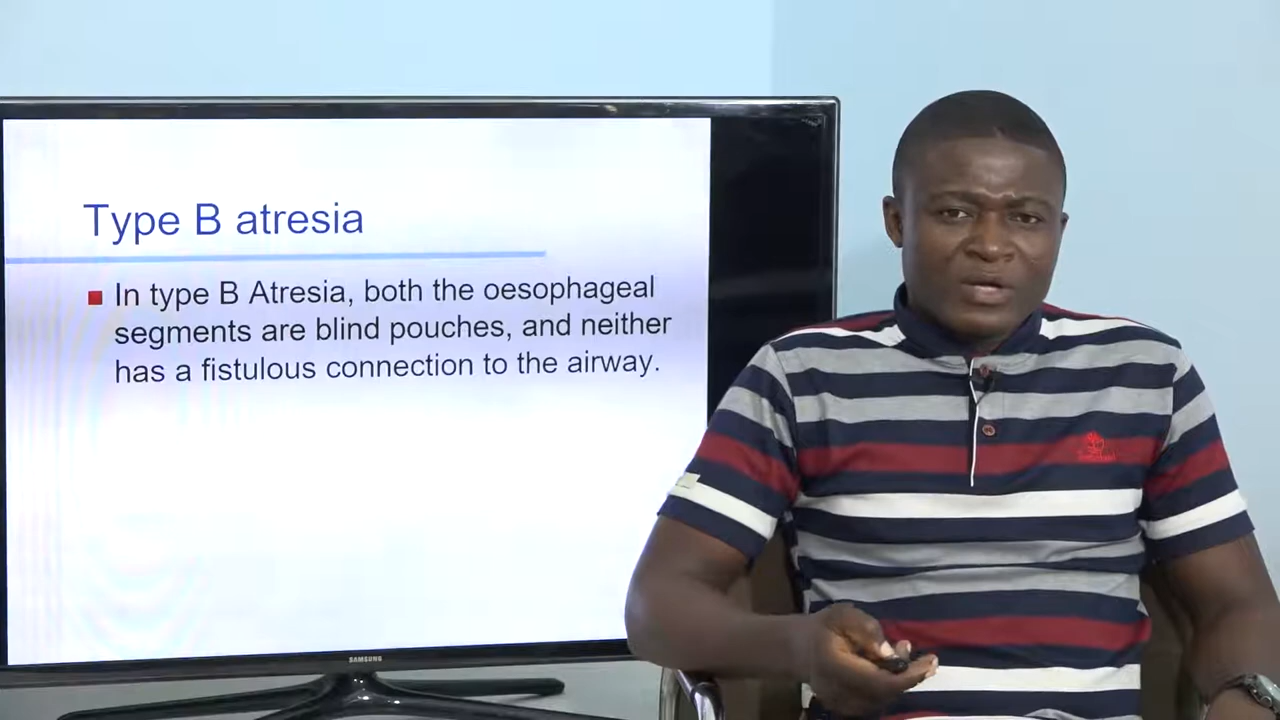 Type B atresia
In type B Atresia, both the oesophageal
segments are blind pouches, and neither
has a fistulous connection to the airway.
SAMSUNG